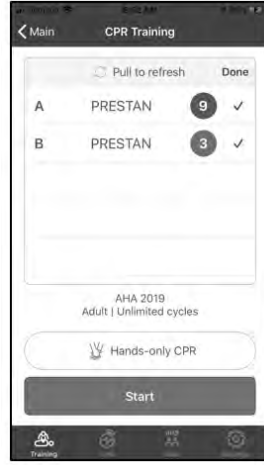 Main CPR Training
Pull to refresh Done
A PRESTAN 9
B PRESTAN 3
AHA 2019
Adult | Unlimited cycles
Hands-only CPR
Start
Training